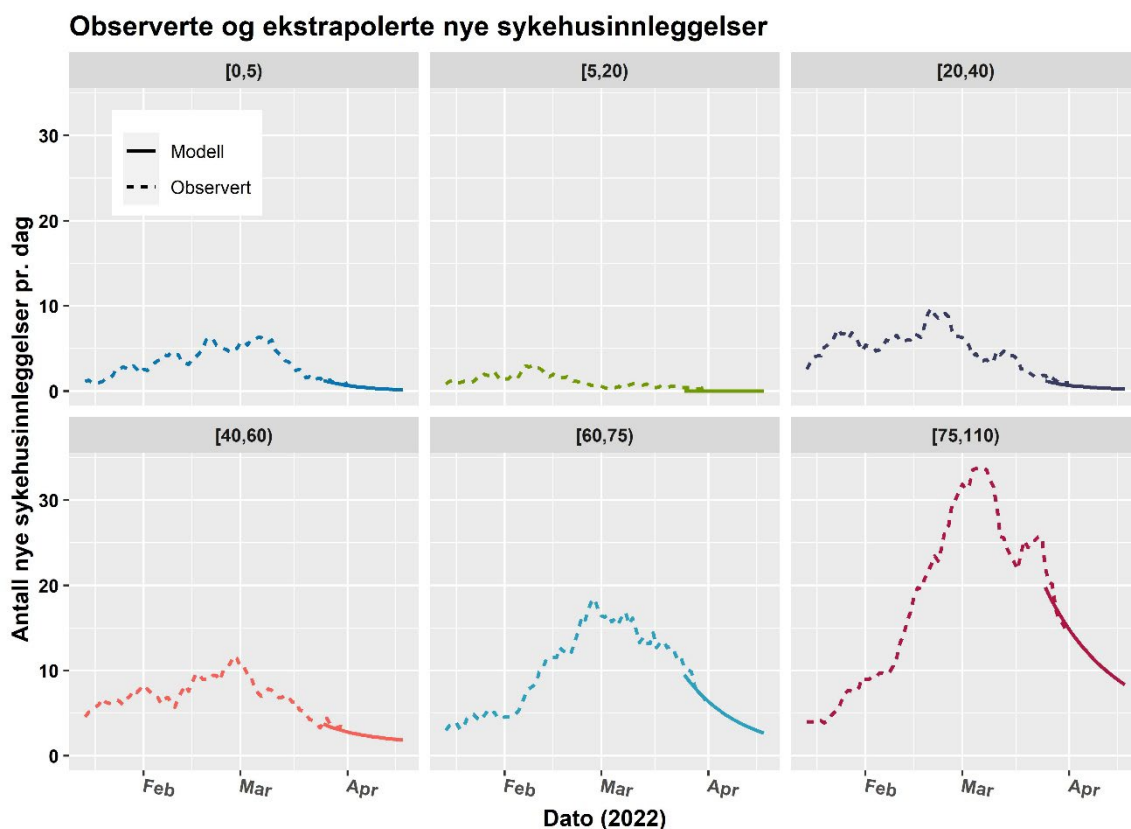 Observerte og ekstrapolerte nye sykehusinnleggelser
[0,5)
[5,20)
[20,40)
30
20
10
0
Modell
Observert
[40,60)
[60,75)
[75,110)
30
20
10
0
Antall nye sykehusinnleggelser pr. dag
Feb
Mar
Apr
Feb
Mar
Apr
Feb
Mar
Apr
Dato (2022)